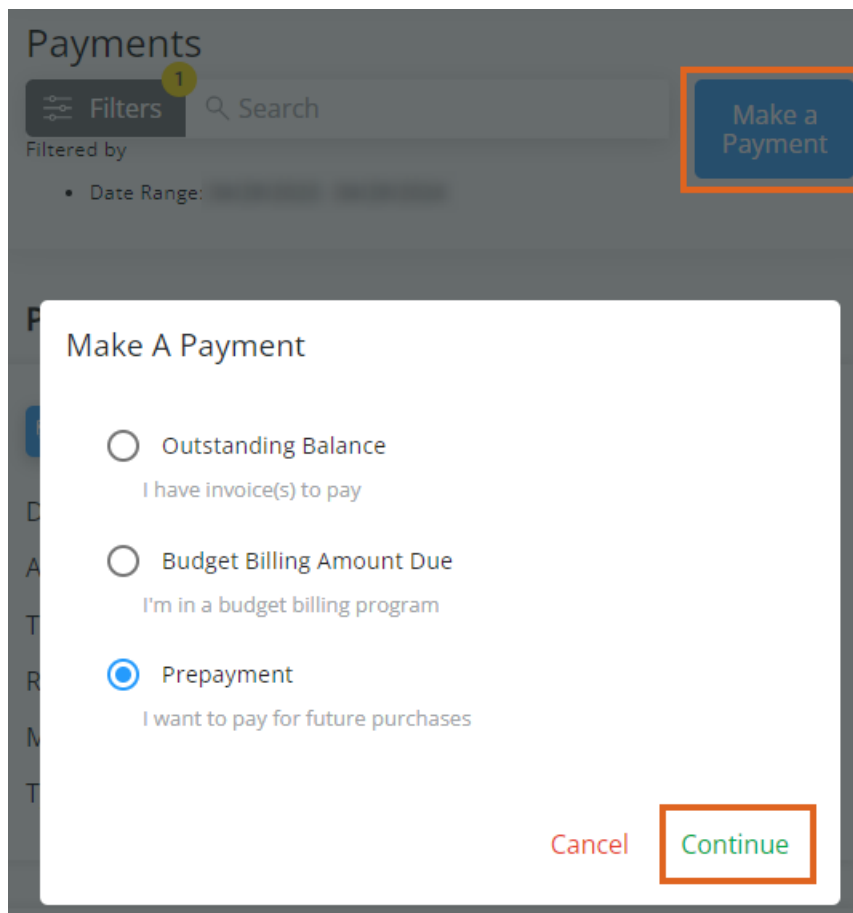 Payments
1
Filters
Search
Make a
Payment
Filtered by
• Date Range:
P
Make A Payment
Outstanding Balance
I have invoice(s) to pay
D
Budget Billing Amount Due
A
I'm in a budget billing program
T
Prepayment
R
I want to pay for future purchases
M
T
Cancel
Continue